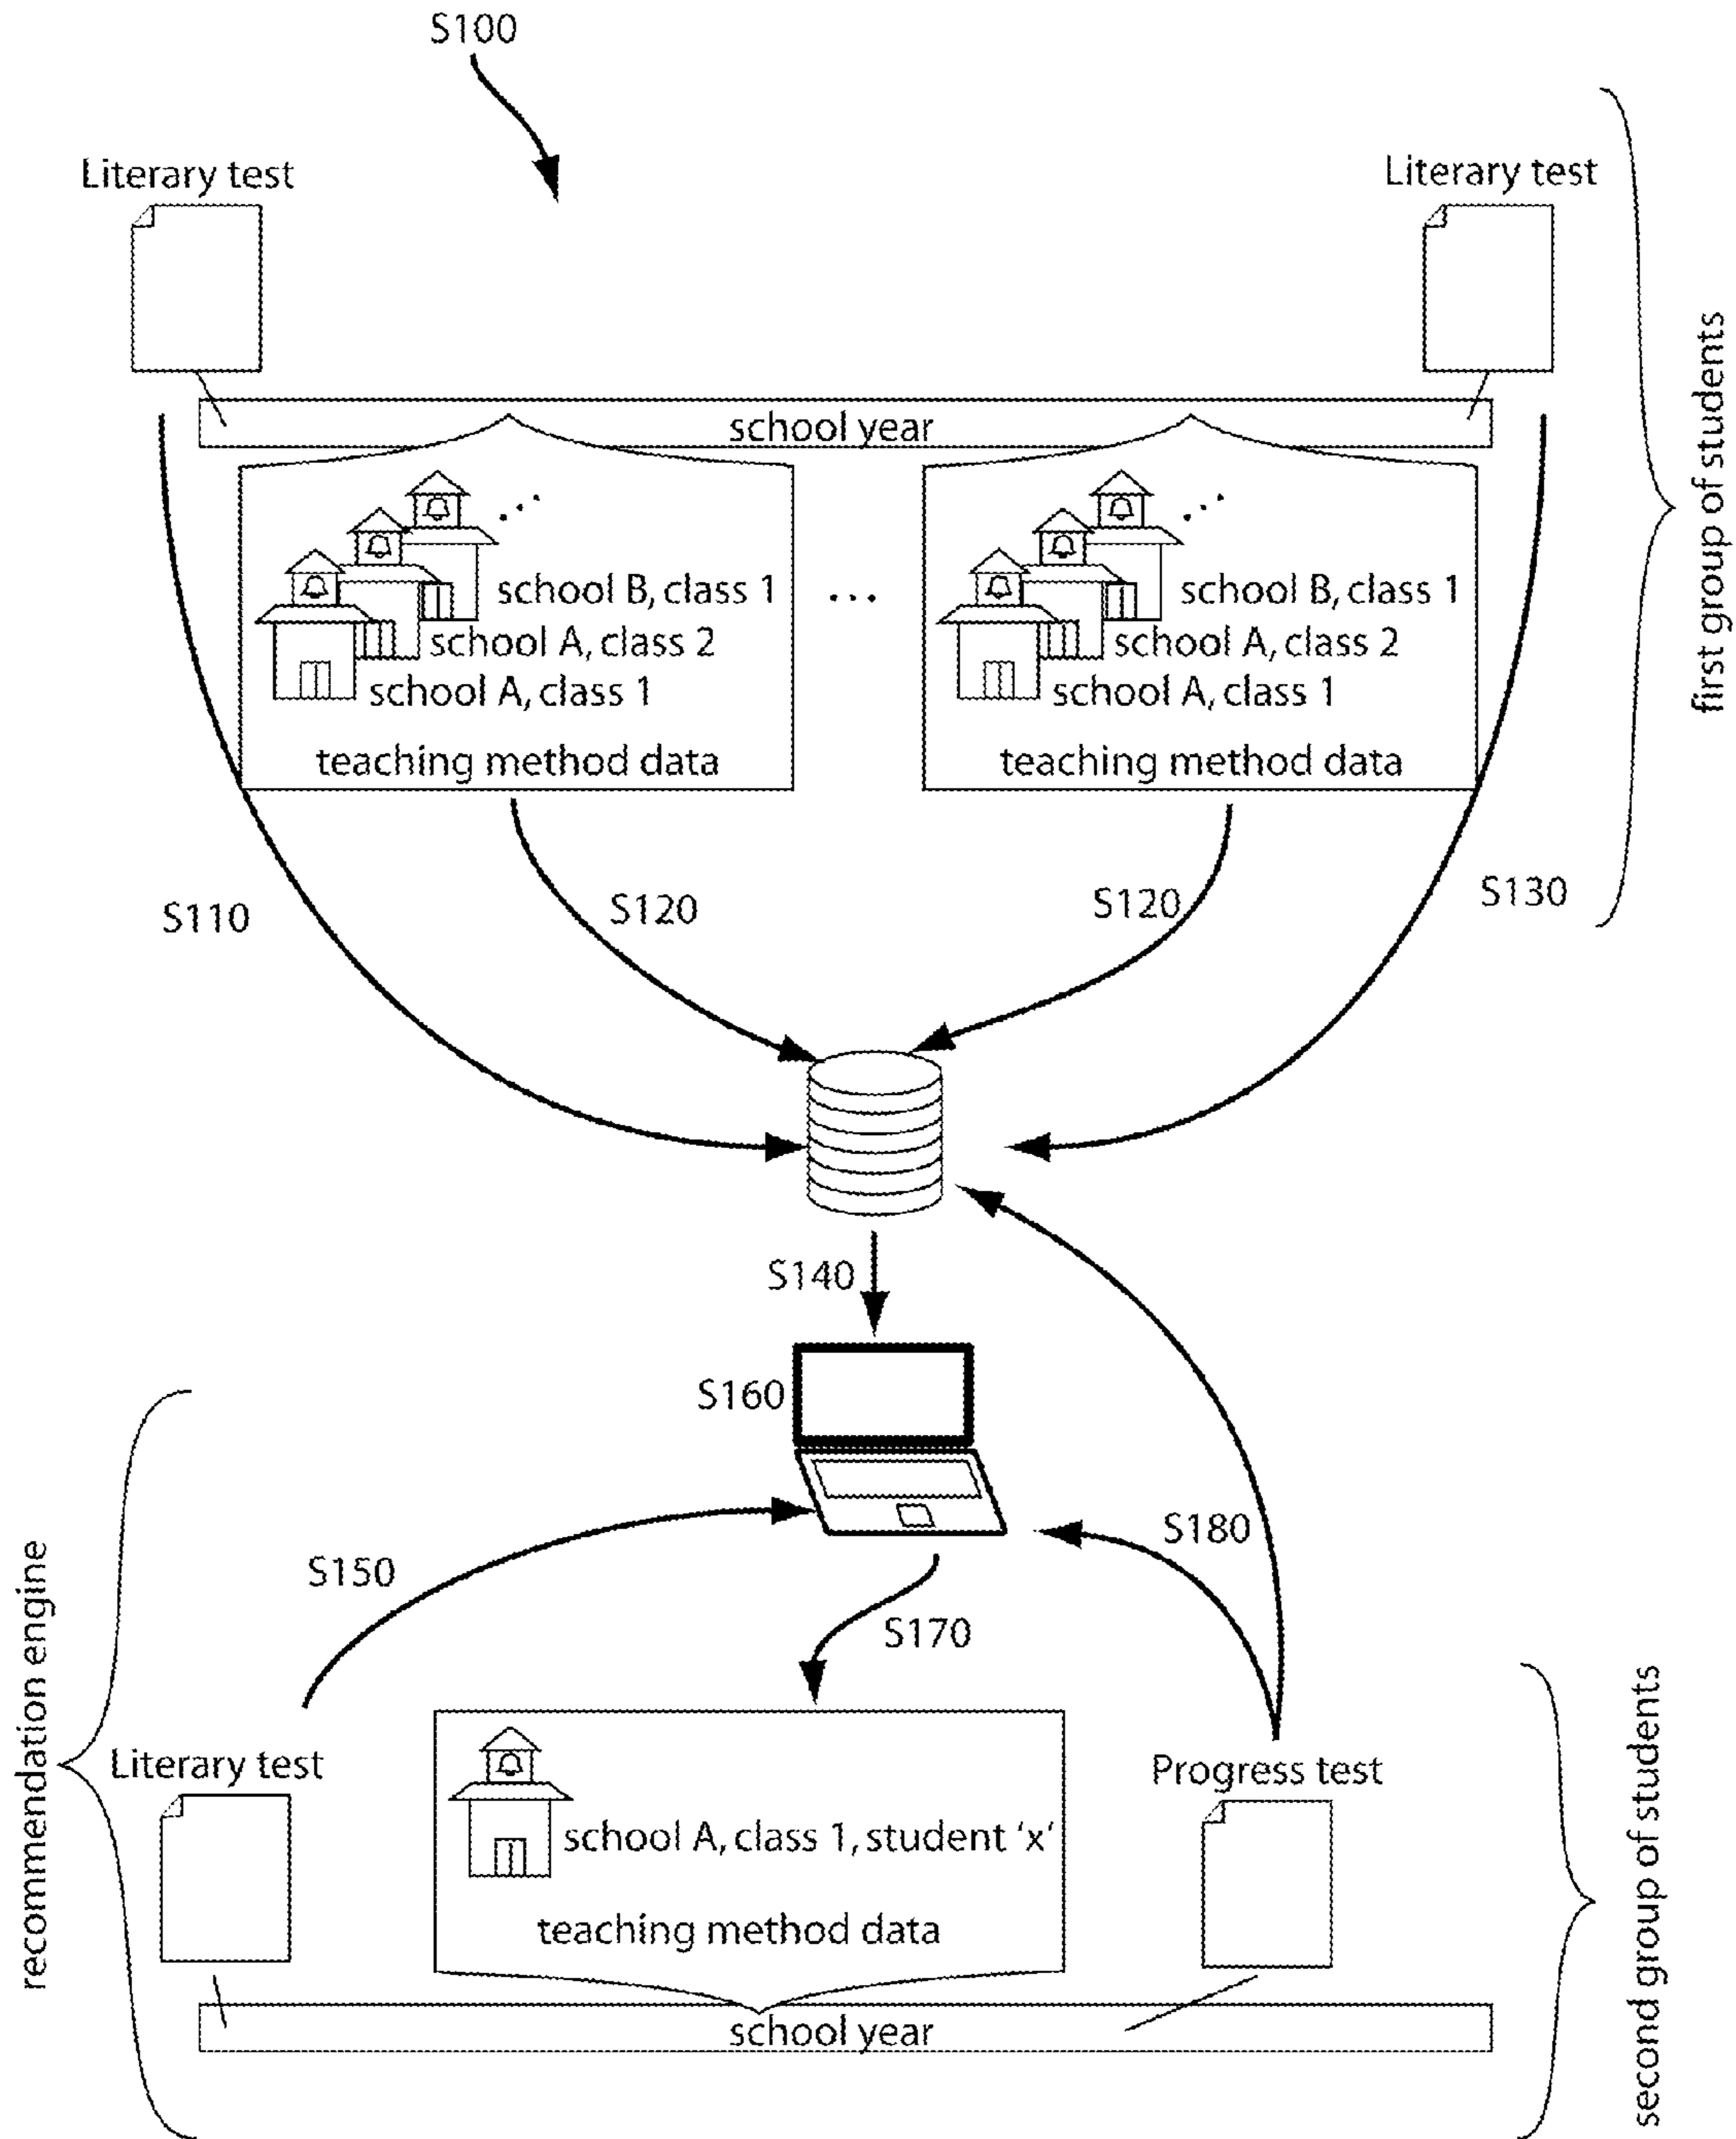 S100
Literary test
Literary test
school year
school B, class 1
school A, class 2
school A, class 1
teaching method data
...
school B, class 1
school A, class 2
school A, class 1
teaching method data
first group of students
S110
S120
S120
S130
S140
S160
S150
S180
S170
recommendation engine
Literary test
school A, class 1, student ‘x’
teaching method data
Progress test
school year
second group of students